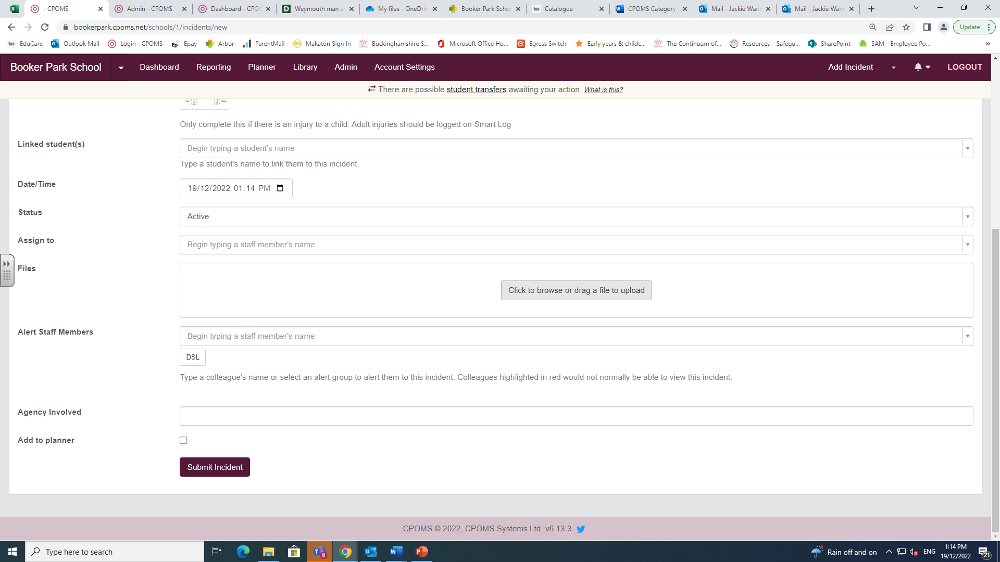 - CPOMS
Admin - CPOMS
Dashboard - CPO
Weymouth man a
My files - OneDriv
Booker Park Schoo
tes Catalogue
CPOMS Category
Mail - Jackie Warin
Mail - Jackie Warin
bookerpark.cpoms.net/schools/1/incidents/new
Update
tes EduCare
Outlook Mail
Login - CPOMS
Ep Epay
Arbor
ParentMail
Makaton Sign In
Buckinghamshire S...
Microsoft Office Ho...
Egress Switch
Early years & childc...
The Continuum of...
Resources – Safegu...
SharePoint
SAM - Employee Po...
»
Booker Park School
Dashboard
Reporting
Planner
Library
Admin
Account Settings
Add Incident
LOGOUT
There are possible student transfers awaiting your action. What is this?
Only complete this if there is an injury to a child. Adult injuries should be logged on Smart Log
Linked student(s)
Begin typing a student's name
Type a student's name to link them to this incident.
Date/Time
19/12/2022 01:14 PM
Status
Active
Assign to
Begin typing a staff member's name
Files
Click to browse or drag a file to upload
Alert Staff Members
Begin typing a staff member's name
DSL
Type a colleague's name or select an alert group to alert them to this incident. Colleagues highlighted in red would not normally be able to view this incident.
Agency Involved
Add to planner
Submit Incident
CPOMS © 2022, CPOMS Systems Ltd. v6.13.3
Type here to search
8
Rain off and on
ENG
1:14 PM
19/12/2022
21